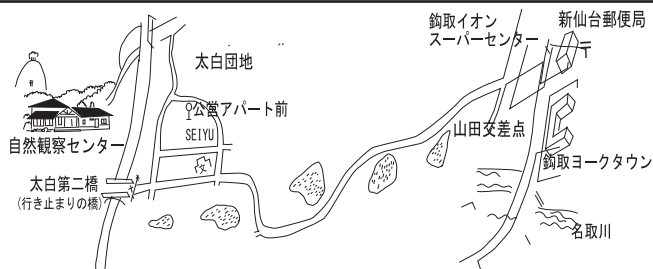 鈎取イオン
スーパーセンター
新仙台郵便局
〒
太白団地
公営アパート前
SEIYU
文
自然観察センター
太白第二橋
(行き止まりの橋)
山田交差点
鈎取ヨークタウン
名取川